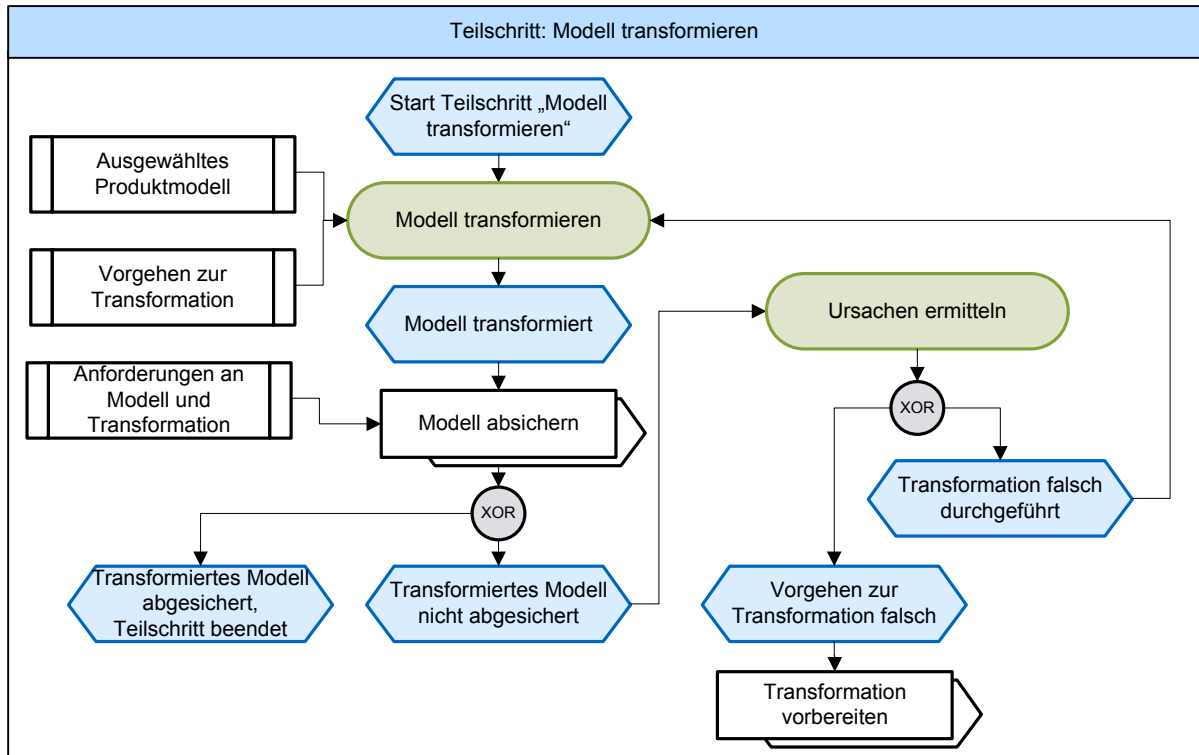 Teilschritt: Modell transformieren
Start Teilschritt „Modell
transformieren“
Ausgewähltes
Produktmodell
Modell transformieren
Vorgehen zur
Transformation
Modell transformiert
Ursachen ermitteln
Anforderungen an
Modell und
Transformation
Modell absichern
XOR
XOR
Transformation falsch
durchgeführt
Transformiertes Modell
abgesichert,
Teilschritt beendet
Transformiertes Modell
nicht abgesichert
Vorgehen zur
Transformation falsch
Transformation
vorbereiten